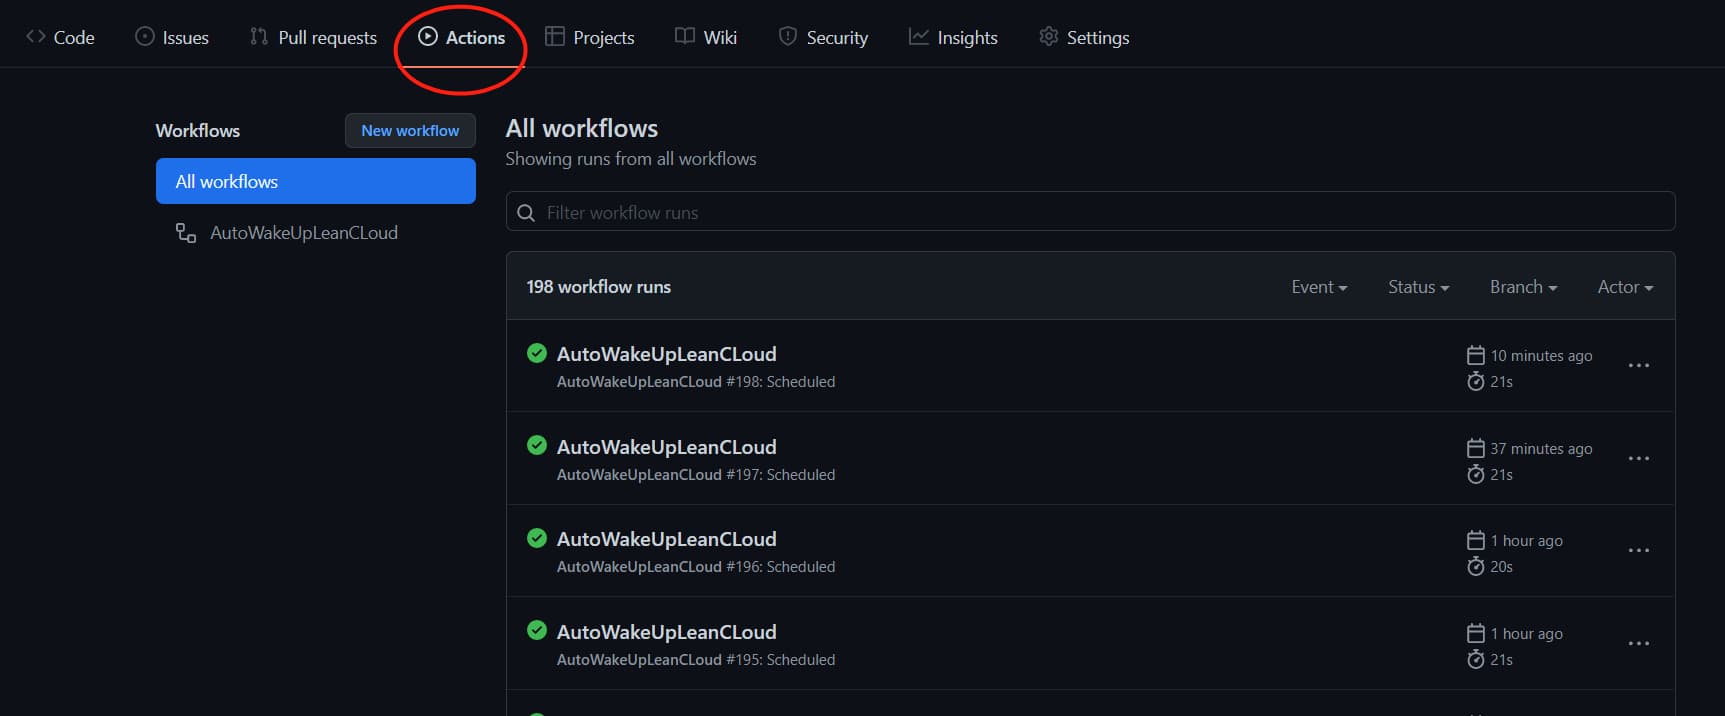 Code Issues Pull requests Actions Projects Wiki Security Insights Settings
Workflows
New workflow
All workflows
AutoWakeUpLeanCLoud
All workflows
Showing runs from all workflows
Filter workflow runs
198 workflow runs Event Status Branch Actor
AutoWakeUpLeanCLoud
AutoWakeUpLeanCLoud #198: Scheduled
10 minutes ago
21s
AutoWakeUpLeanCLoud
AutoWakeUpLeanCLoud #197: Scheduled
37 minutes ago
21s
AutoWakeUpLeanCLoud
AutoWakeUpLeanCLoud #196: Scheduled
1 hour ago
20s
AutoWakeUpLeanCLoud
AutoWakeUpLeanCLoud #195: Scheduled
1 hour ago
21s